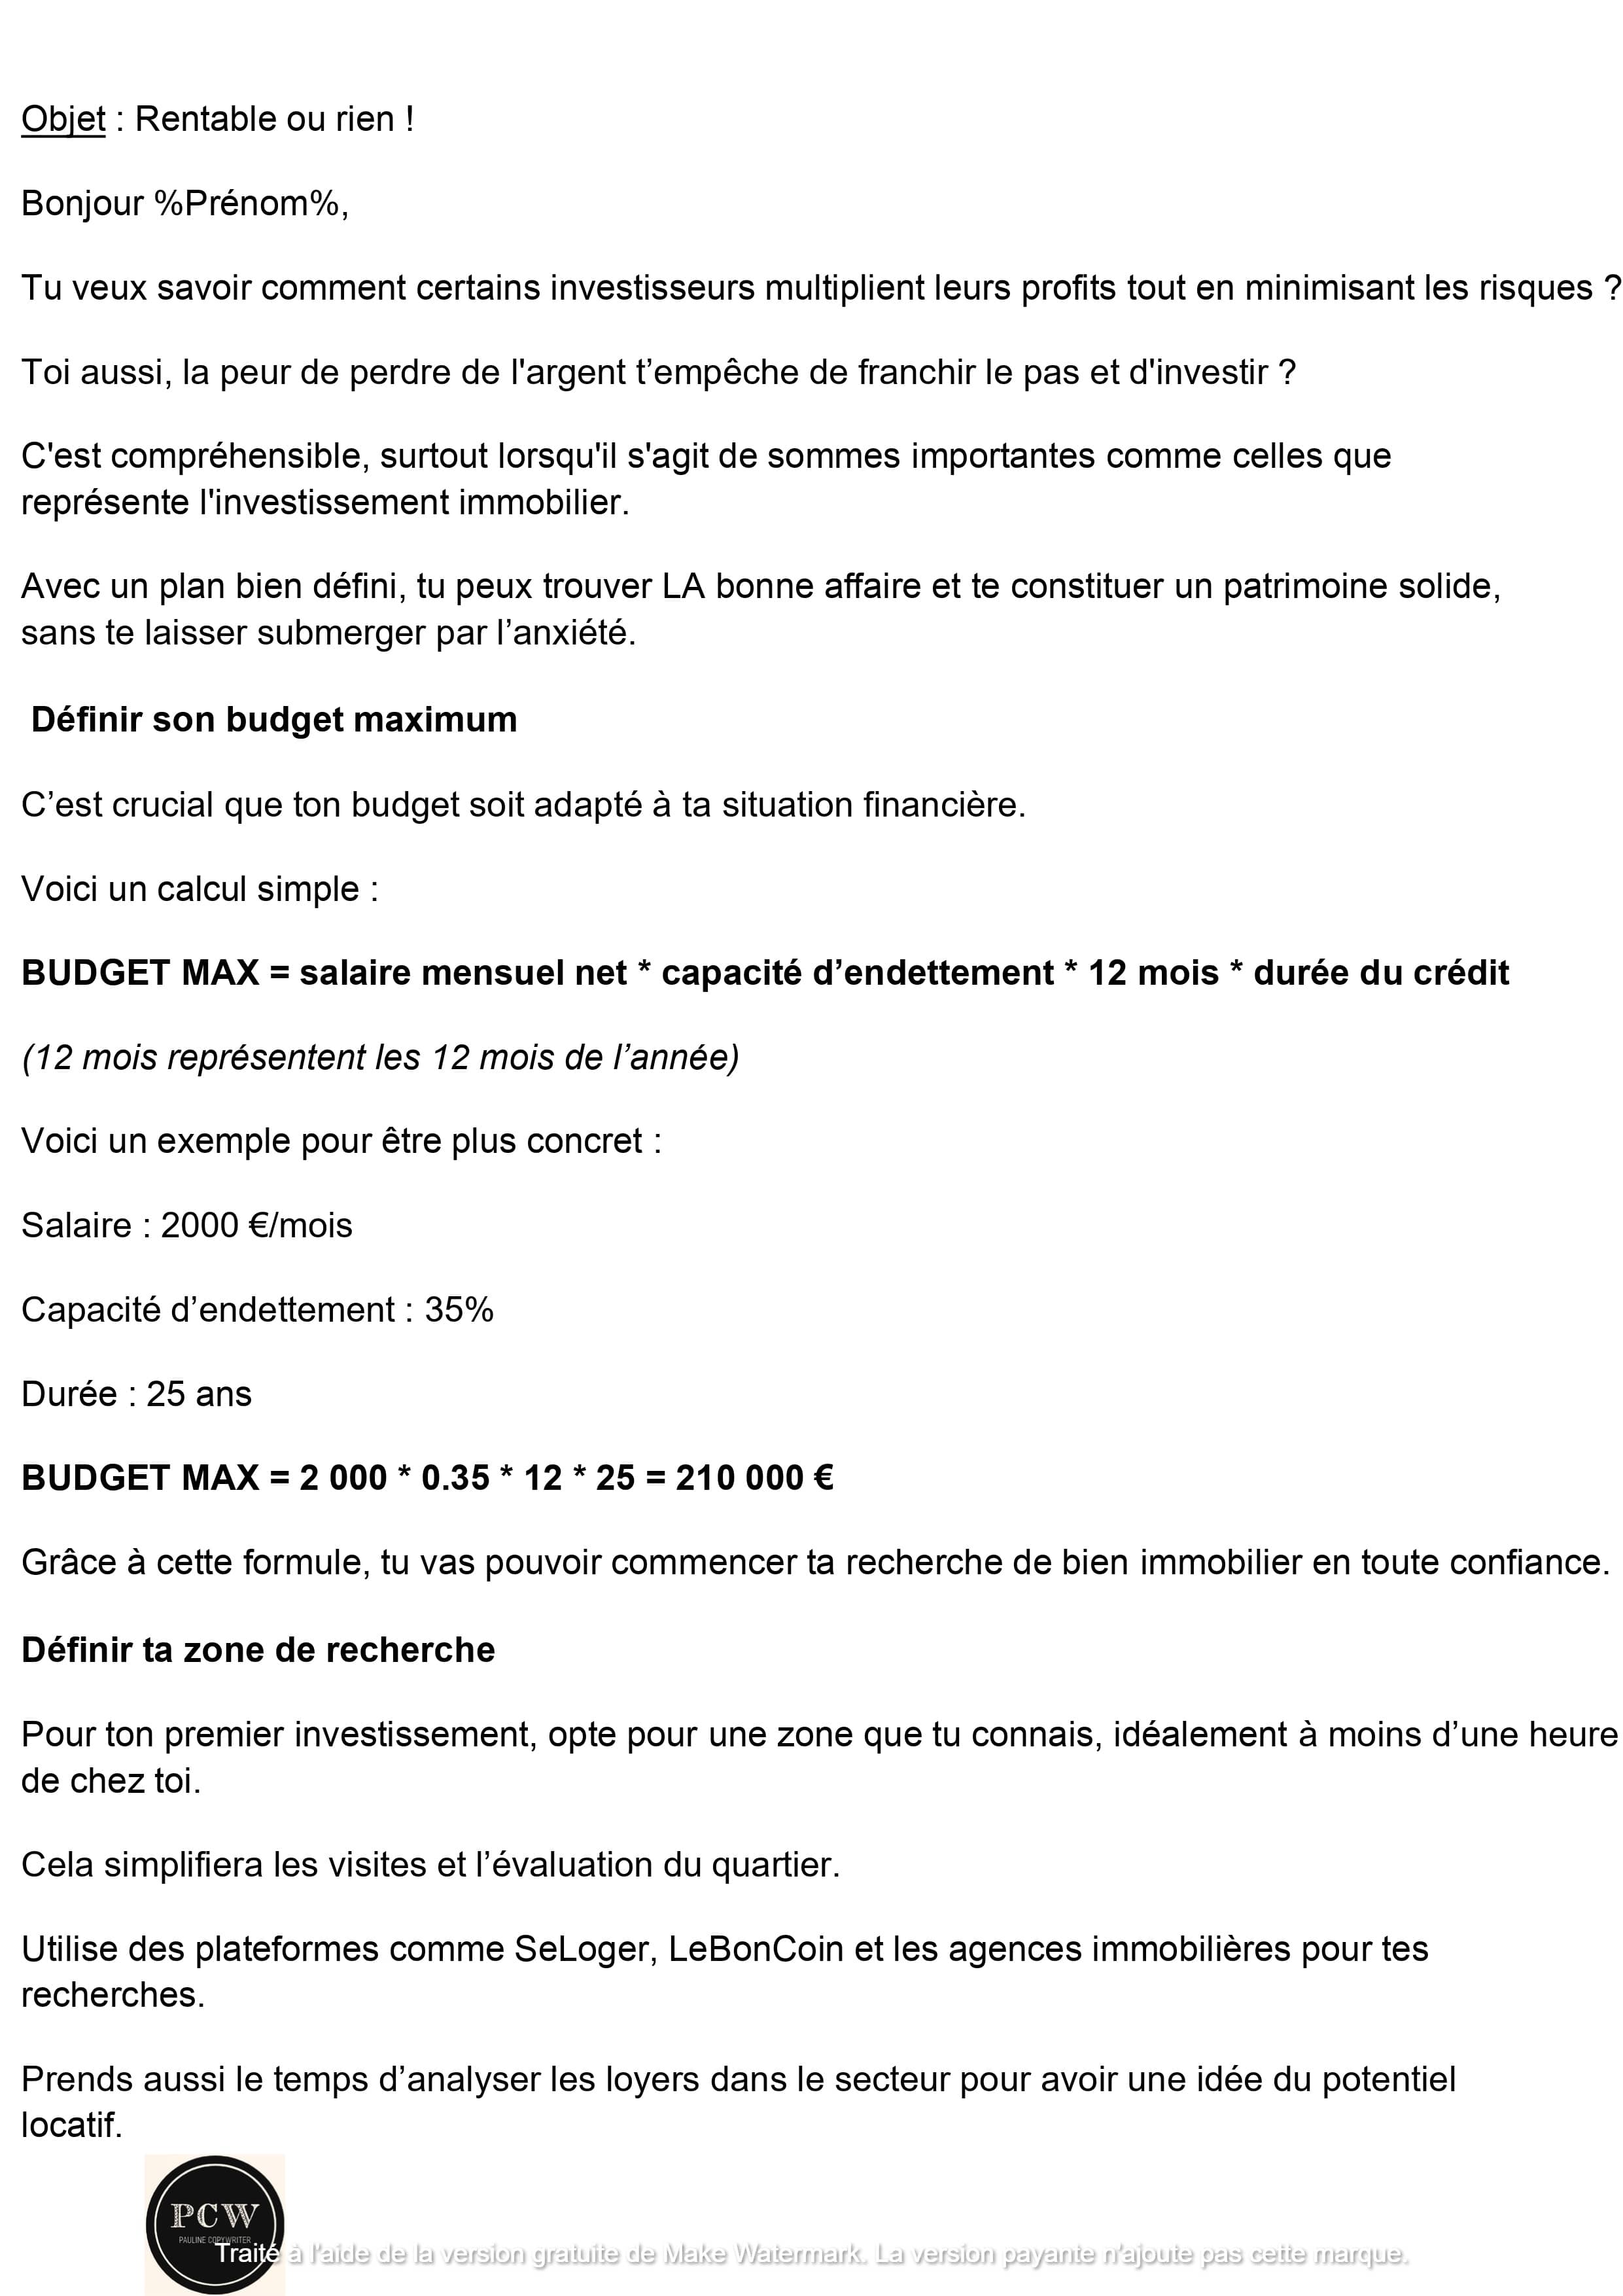 Objet : Rentable ou rien !
Bonjour %Prénom%,
Tu veux savoir comment certains investisseurs multiplient leurs profits tout en minimisant les risques ?
Toi aussi, la peur de perdre de l'argent t’empêche de franchir le pas et d'investir ?
C'est compréhensible, surtout lorsqu'il s'agit de sommes importantes comme celles que
représente l'investissement immobilier.
Avec un plan bien défini, tu peux trouver LA bonne affaire et te constituer un patrimoine solide,
sans te laisser submerger par l’anxiété.
Définir son budget maximum
C’est crucial que ton budget soit adapté à ta situation financière.
Voici un calcul simple :
BUDGET MAX = salaire mensuel net * capacité d’endettement * 12 mois * durée du crédit
(12 mois représentent les 12 mois de l’année)
Voici un exemple pour être plus concret :
Salaire : 2000 €/mois
Capacité d’endettement : 35%
Durée : 25 ans
BUDGET MAX = 2 000 * 0.35 * 12 * 25 = 210 000 €
Grâce à cette formule, tu vas pouvoir commencer ta recherche de bien immobilier en toute confiance.
Définir ta zone de recherche
Pour ton premier investissement, opte pour une zone que tu connais, idéalement à moins d’une heure
de chez toi.
Cela simplifiera les visites et l’évaluation du quartier.
Utilise des plateformes comme SeLoger, LeBonCoin et les agences immobilières pour tes
recherches.
Prends aussi le temps d’analyser les loyers dans le secteur pour avoir une idée du potentiel
locatif.
PCW
PAULINE COPYWRITER
Traité à l'aide de la version gratuite de Make Watermark. La version payante n'ajoute pas cette marque.